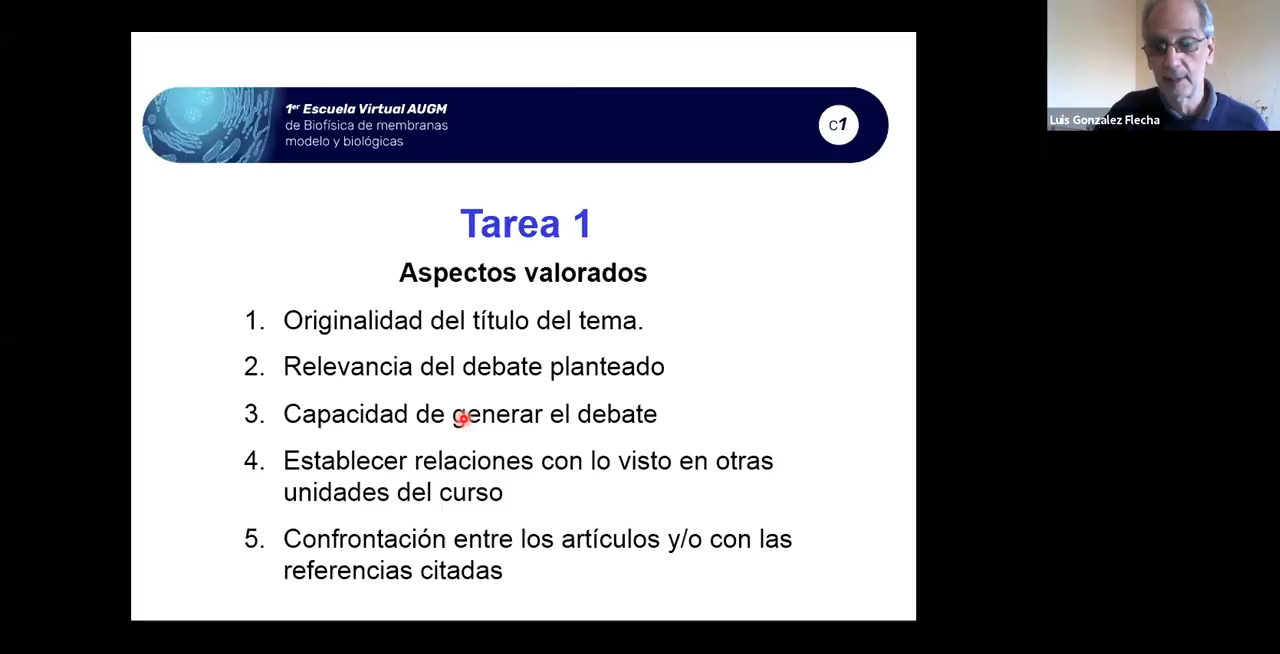 1er Escuela Virtual AUGM
de Biofísica de membranas
modelo y biológicas
C1
Luis Gonzalez Flecha
Tarea 1
Aspectos valorados
1. Originalidad del título del tema.
2. Relevancia del debate planteado
3. Capacidad de generar el debate
4. Establecer relaciones con lo visto en otras
unidades del curso
5. Confrontación entre los artículos y/o con las
referencias citadas